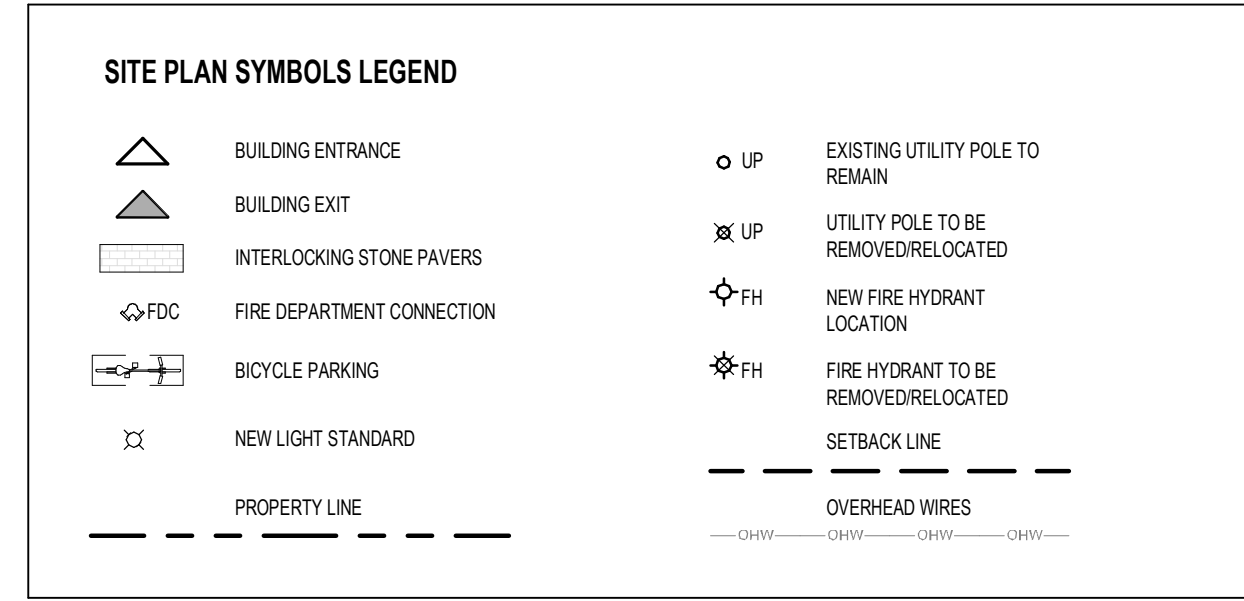 SITE PLAN SYMBOLS LEGEND
BUILDING ENTRANCE
BUILDING EXIT
INTERLOCKING STONE PAVERS
FDC FIRE DEPARTMENT CONNECTION
BICYCLE PARKING
NEW LIGHT STANDARD
PROPERTY LINE
UP EXISTING UTILITY POLE TO
REMAIN
UP UTILITY POLE TO BE
REMOVED/RELOCATED
FH NEW FIRE HYDRANT
LOCATION
FH FIRE HYDRANT TO BE
REMOVED/RELOCATED
SETBACK LINE
OVERHEAD WIRES
OHW OHW OHW OHW